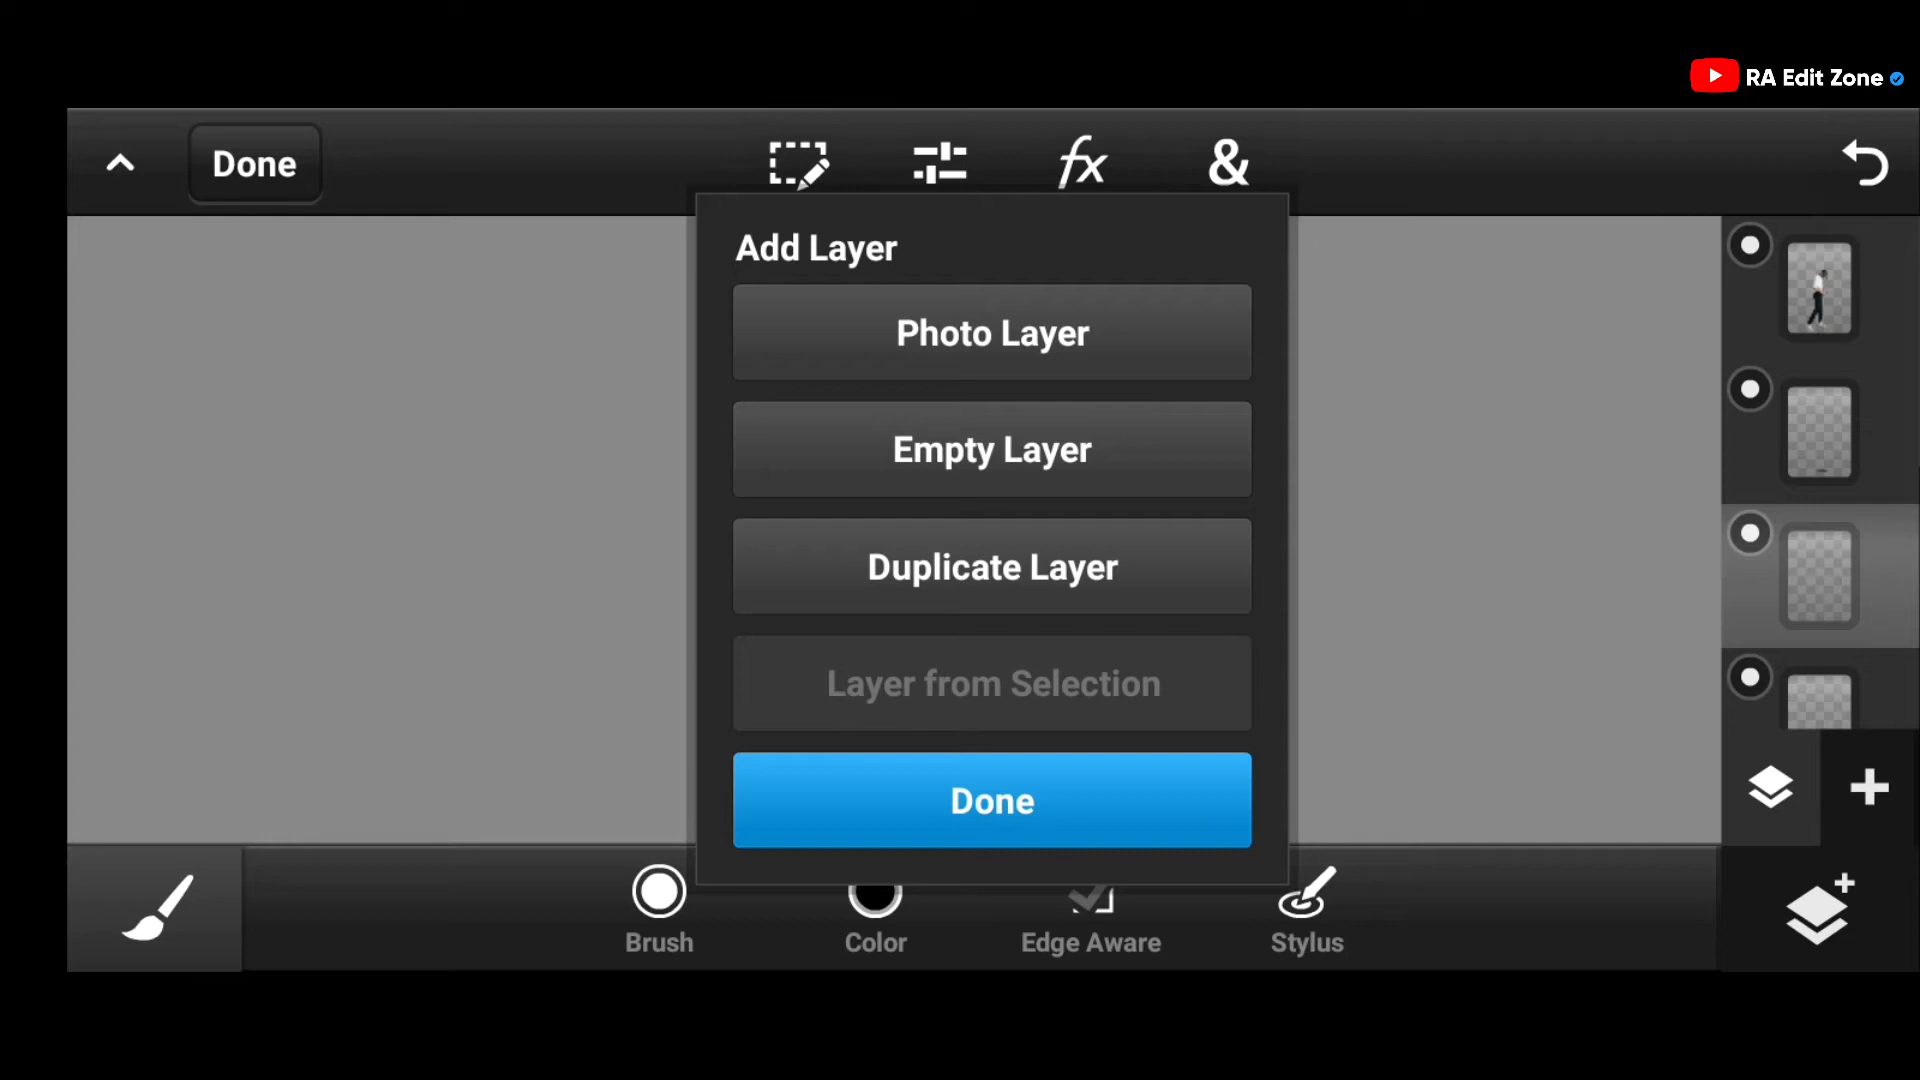 RA Edit Zone
Done
fx
&
Add Layer
Photo Layer
Empty Layer
Duplicate Layer
Layer from Selection
Done
Brush
Color
Edge Aware
Stylus